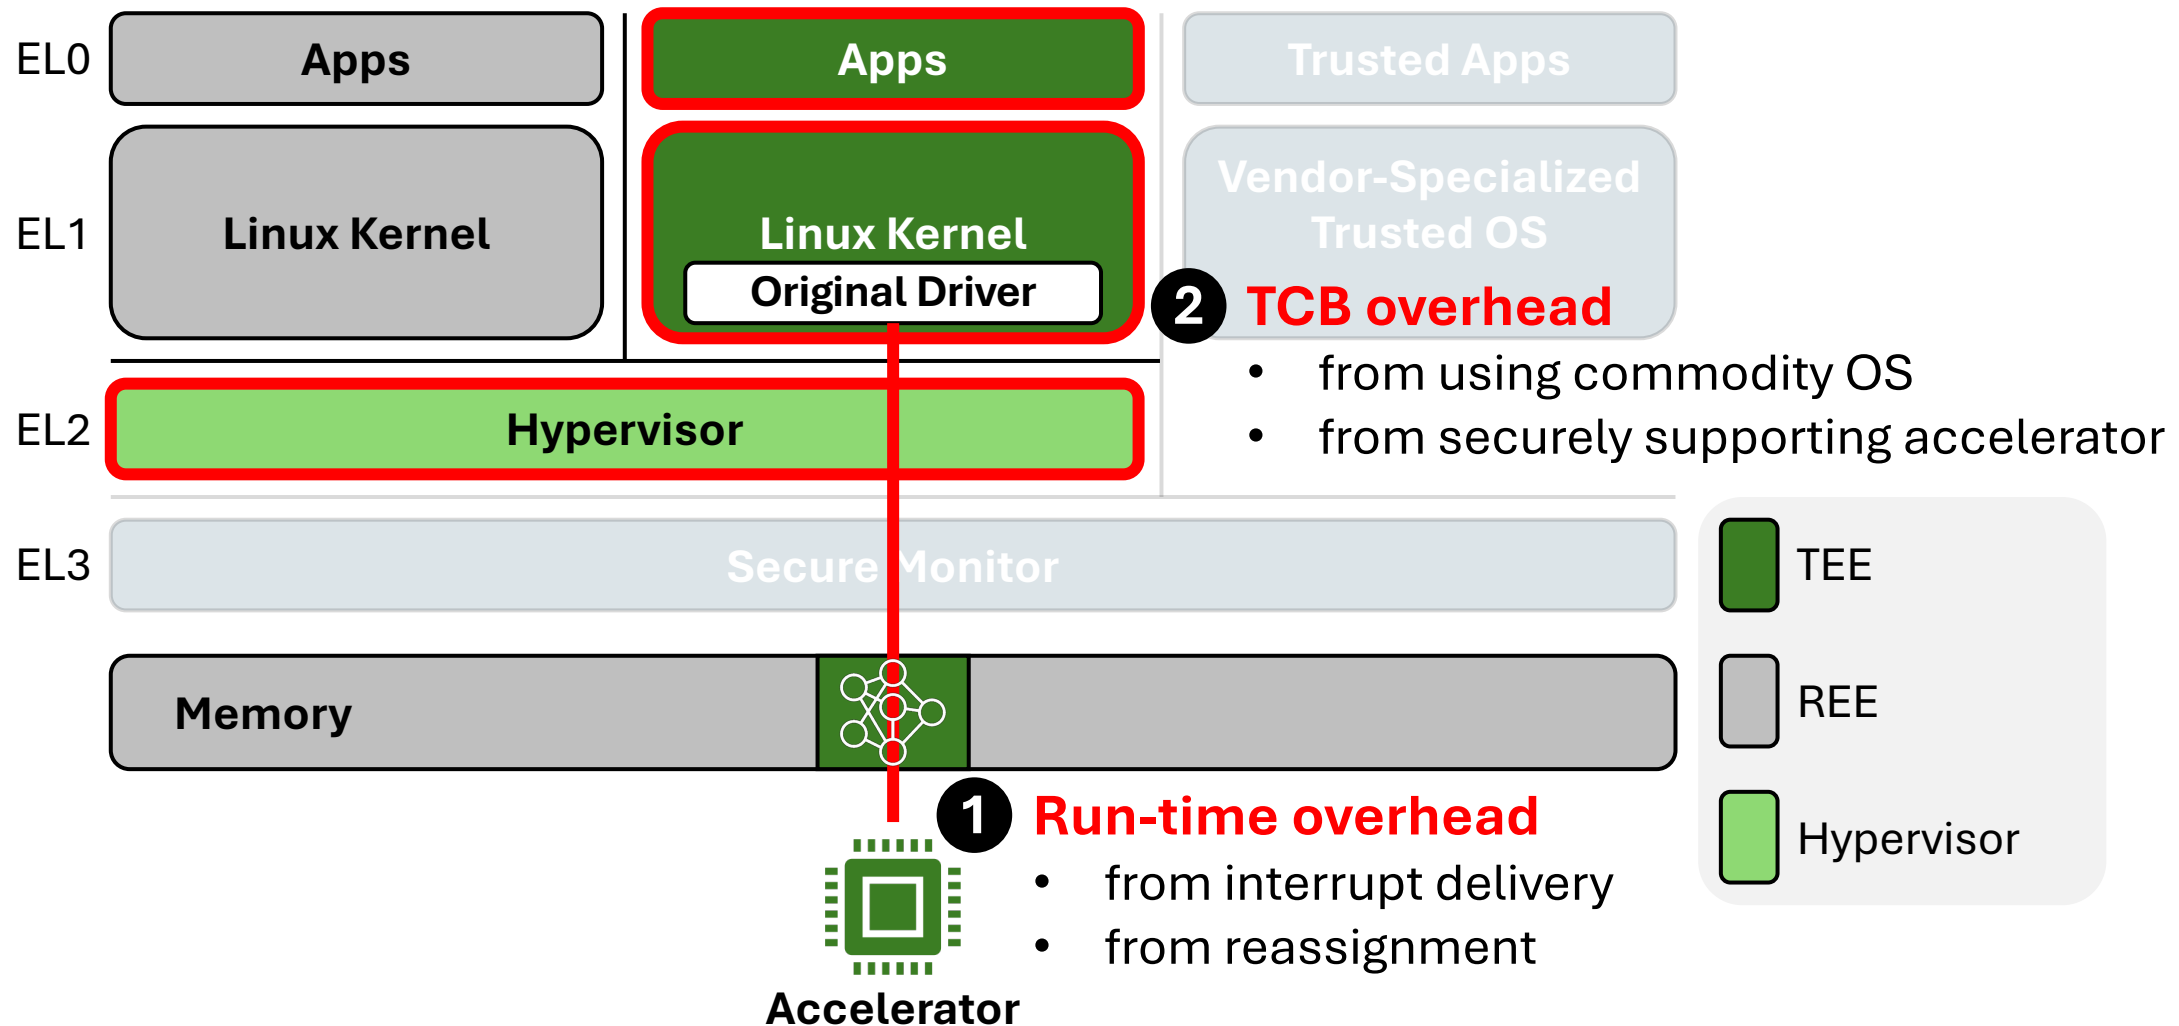 EL0
Apps
Apps
Trusted Apps
EL1
Linux Kernel
Linux Kernel
Original Driver
Vendor-Specialized
Trusted OS
2 TCB overhead
• from using commodity OS
• from securely supporting accelerator
EL2
Hypervisor
EL3
Secure Monitor
Memory
TEE
REE
Hypervisor
1 Run-time overhead
• from interrupt delivery
• from reassignment
Accelerator